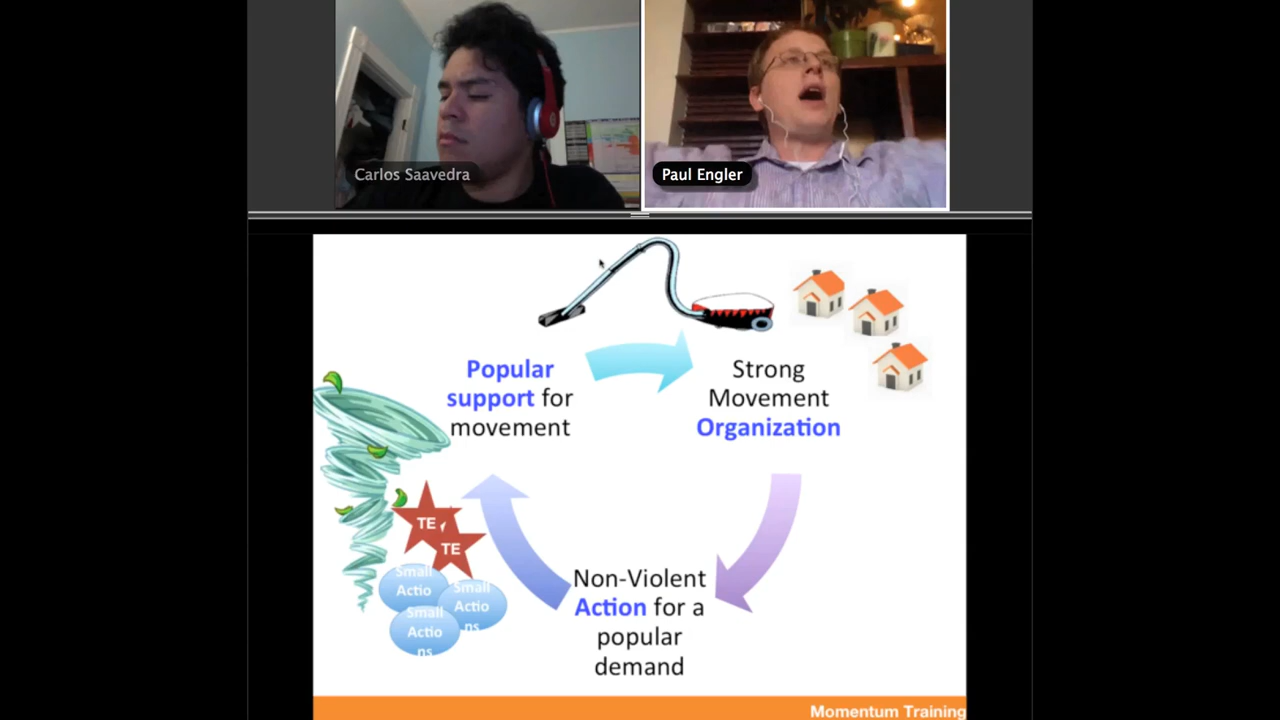 Carlos Saavedra
Paul Engler
Popular
support for
movement
Strong
Movement
Organization
TE
TE
Small
Actio
Small
Actio
ns
Small
Actio
ns
Non-Violent
Action for a
popular
demand
Momentum Training